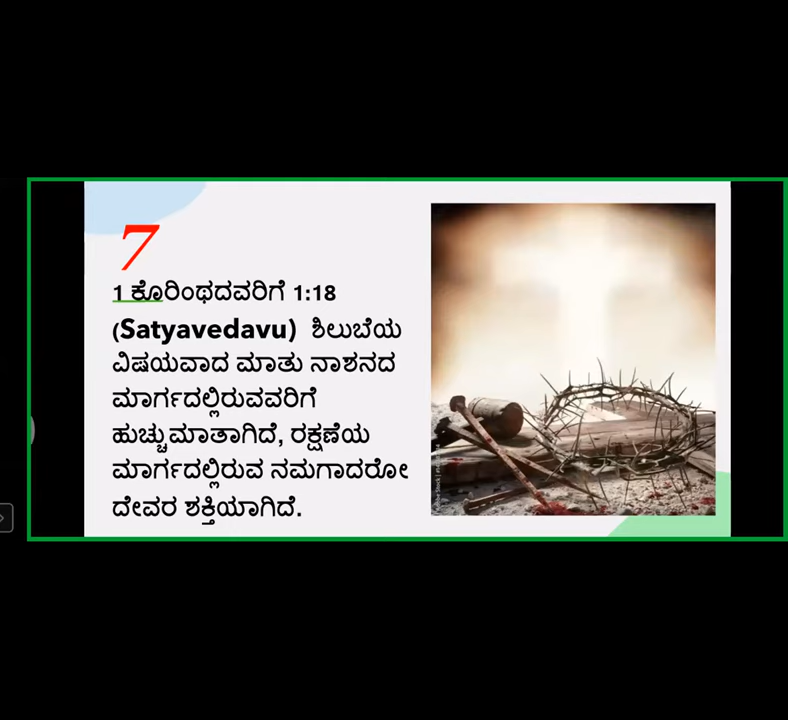 7
1 ಕೊರಿಂಥದವರಿಗೆ 1:18
(Satyavedavu) ಶಿಲುಬೆಯ
ವಿಷಯವಾದ ಮಾತು ನಾಶನದ
ಮಾರ್ಗದಲ್ಲಿರುವವರಿಗೆ
ಹುಚ್ಚುಮಾತಾಗಿದೆ, ರಕ್ಷಣೆಯ
ಮಾರ್ಗದಲ್ಲಿರುವ ನಮಗಾದರೋ
ದೇವರ ಶಕ್ತಿಯಾಗಿದೆ.